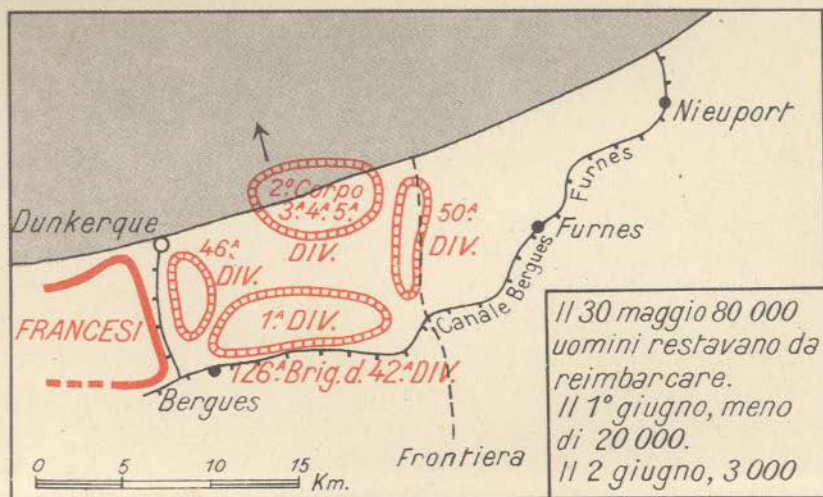 Nieuport
Furnes
Furnes
Canale Bergues
2º Corpo
3ª 4ª 5ª
DIV.
50ª
DIV.
Dunkerque
46ª
DIV.
FRANCESI
1ª DIV.
126ª Brig. d. 42ª DIV.
Bergues
Frontiera
0 5 10 15
Km.
Il 30 maggio 80 000
uomini restavano da
reimbarcare.
Il 1° giugno, meno
di 20 000.
Il 2 giugno, 3 000